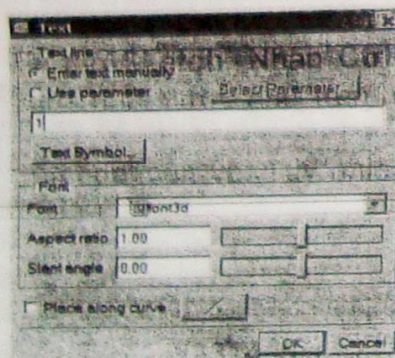 Text
Text line
Enter text manually
Use parameter
Select Parameter...
1
Text Symbol...
Font
Font
font3d
Aspect ratio 1.00
Slant angle 0.00
Place along curve
OK Cancel